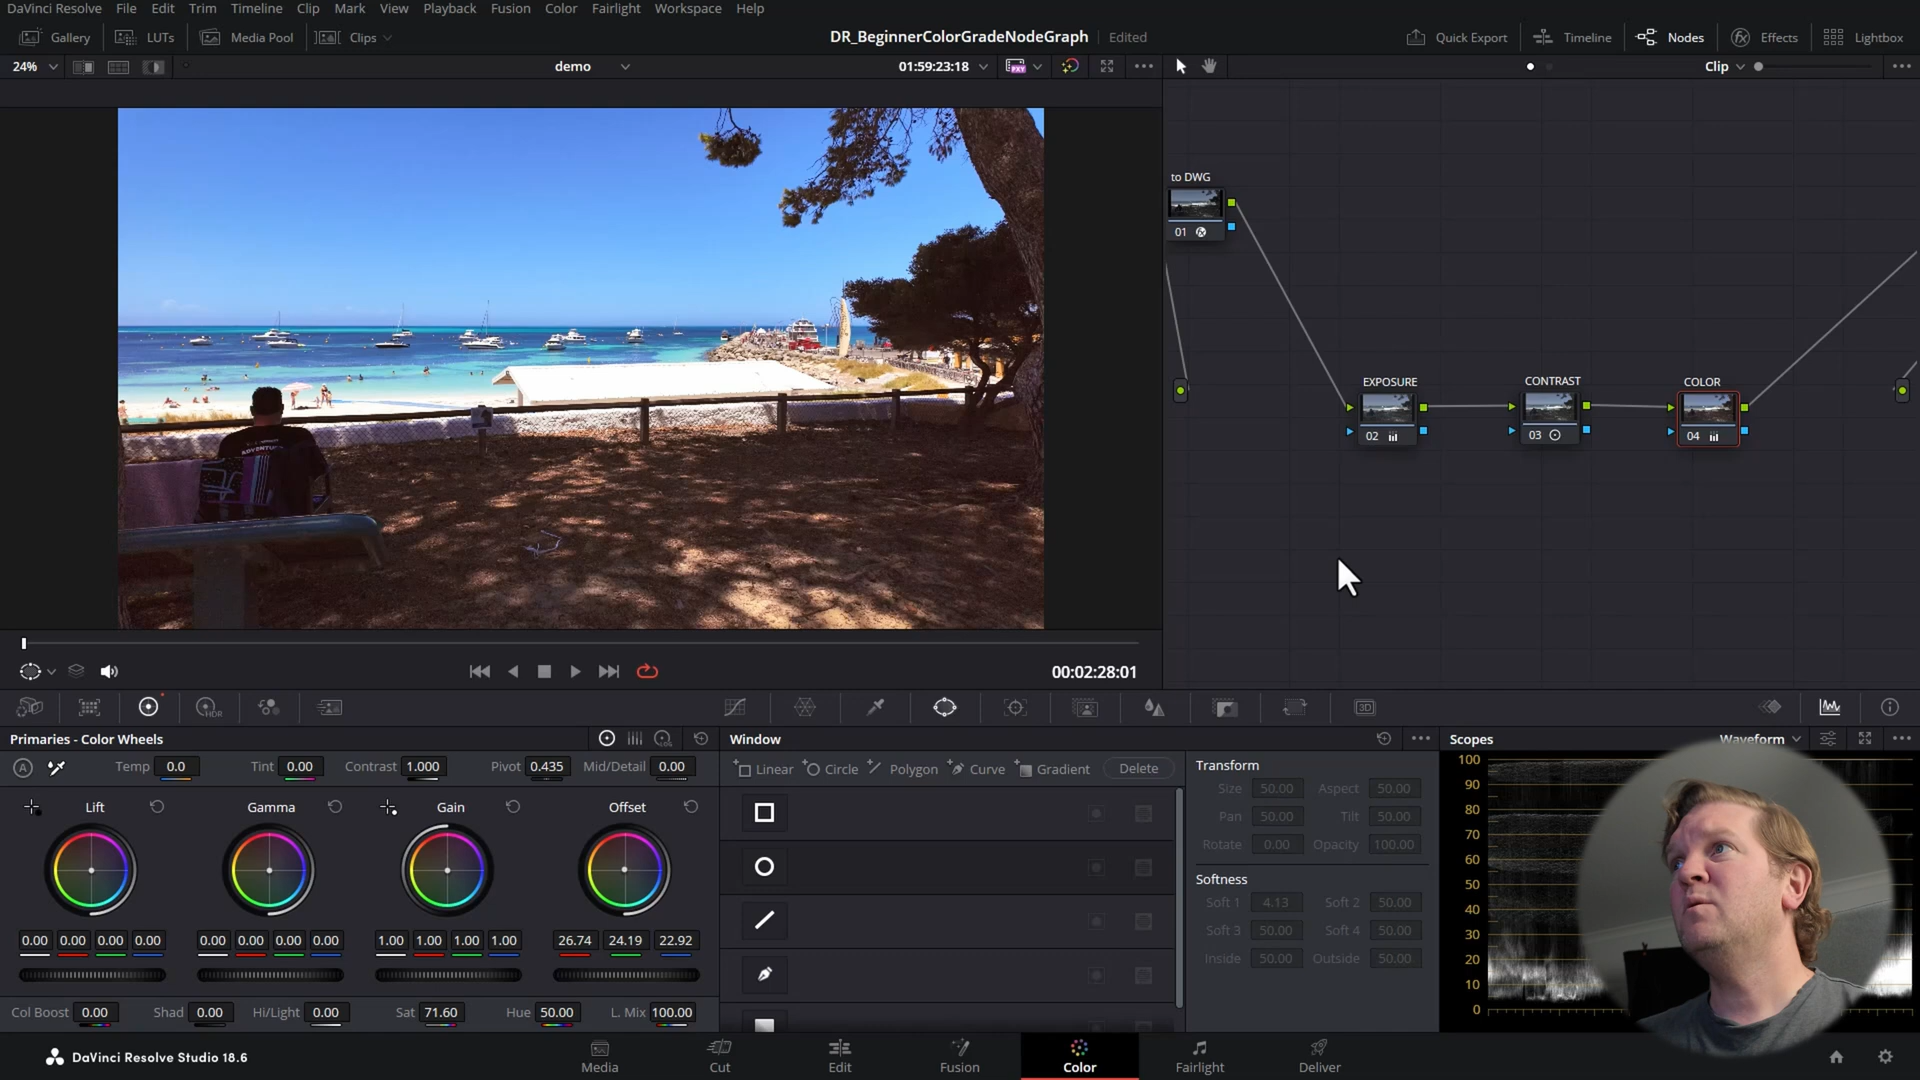 DaVinci Resolve File Edit Trim Timeline Clip Mark View Playback Fusion Color Fairlight Workspace Help
Gallery LUTs Media Pool Clips DR_BeginnerColorGradeNodeGraph Edited Quick Export Timeline Nodes Effects Lightbox
24% demo 01:59:23:18 PXY Clip
to DWG
01
EXPOSURE CONTRAST COLOR
02 03 04
ADVENTU
00:02:28:01
HDR 3D
Primaries - Color Wheels Window Scopes Waveform
A Temp 0.0 Tint 0.00 Contrast 1.000 Pivot 0.435 Mid/Detail 0.00
Linear Circle Polygon Curve Gradient Delete
Lift Gamma Gain Offset
0.00 0.00 0.00 0.00 0.00 0.00 0.00 0.00 1.00 1.00 1.00 1.00 26.74 24.19 22.92
Col Boost 0.00 Shad 0.00 Hi/Light 0.00 Sat 71.60 Hue 50.00 L. Mix 100.00
Transform
Size 50.00 Aspect 50.00
Pan 50.00 Tilt 50.00
Rotate 0.00 Opacity 100.00
Softness
Soft 1 4.13 Soft 2 50.00
Soft 3 50.00 Soft 4 50.00
Inside 50.00 Outside 50.00
100
90
80
70
60
50
40
30
20
10
0
DaVinci Resolve Studio 18.6
Media Cut Edit Fusion Color Fairlight Deliver